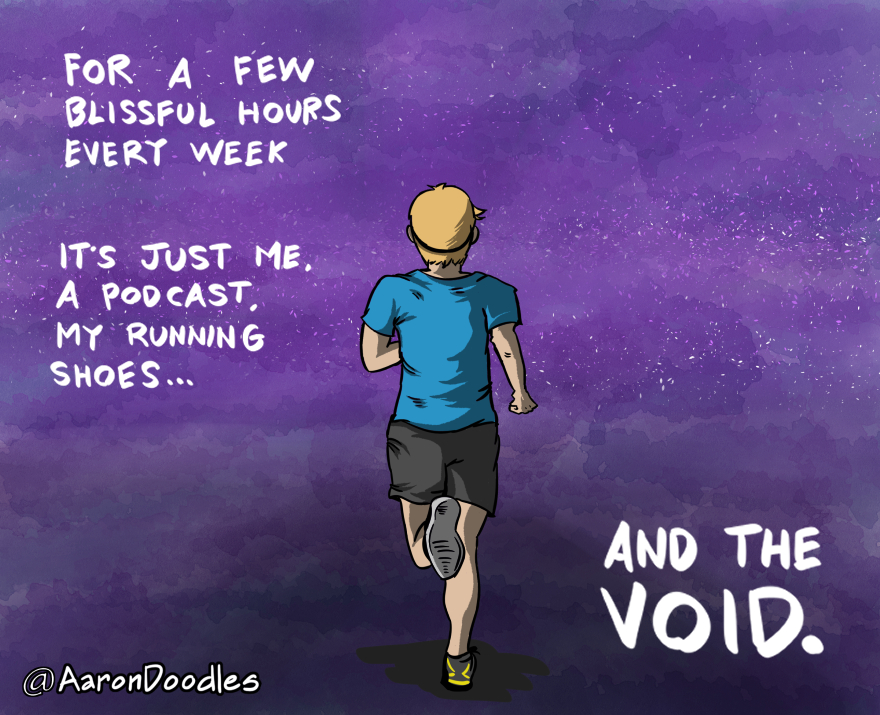 FOR A FEW
BLISSFUL HOURS
EVERY WEEK
IT'S JUST ME,
A PODCAST,
MY RUNNING
SHOES...
AND THE
VOID.
@AaronDoodles